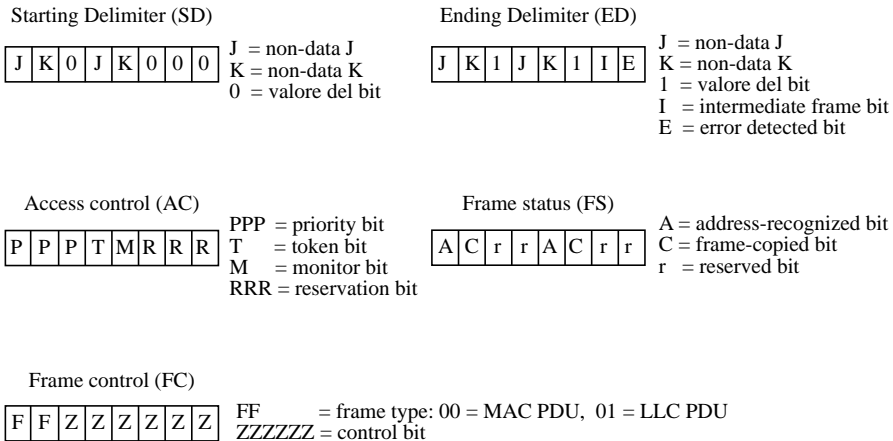 Starting Delimiter (SD)
J K 0 J K 0 0 0
J = non-data J
K = non-data K
0 = valore del bit
Ending Delimiter (ED)
J K 1 J K 1 I E
J = non-data J
K = non-data K
1 = valore del bit
I = intermediate frame bit
E = error detected bit
Access control (AC)
P P P T M R R R
PPP = priority bit
T = token bit
M = monitor bit
RRR = reservation bit
Frame status (FS)
A C r r A C r r
A = address-recognized bit
C = frame-copied bit
r = reserved bit
Frame control (FC)
F F Z Z Z Z Z Z
FF = frame type: 00 = MAC PDU, 01 = LLC PDU
ZZZZZZ = control bit